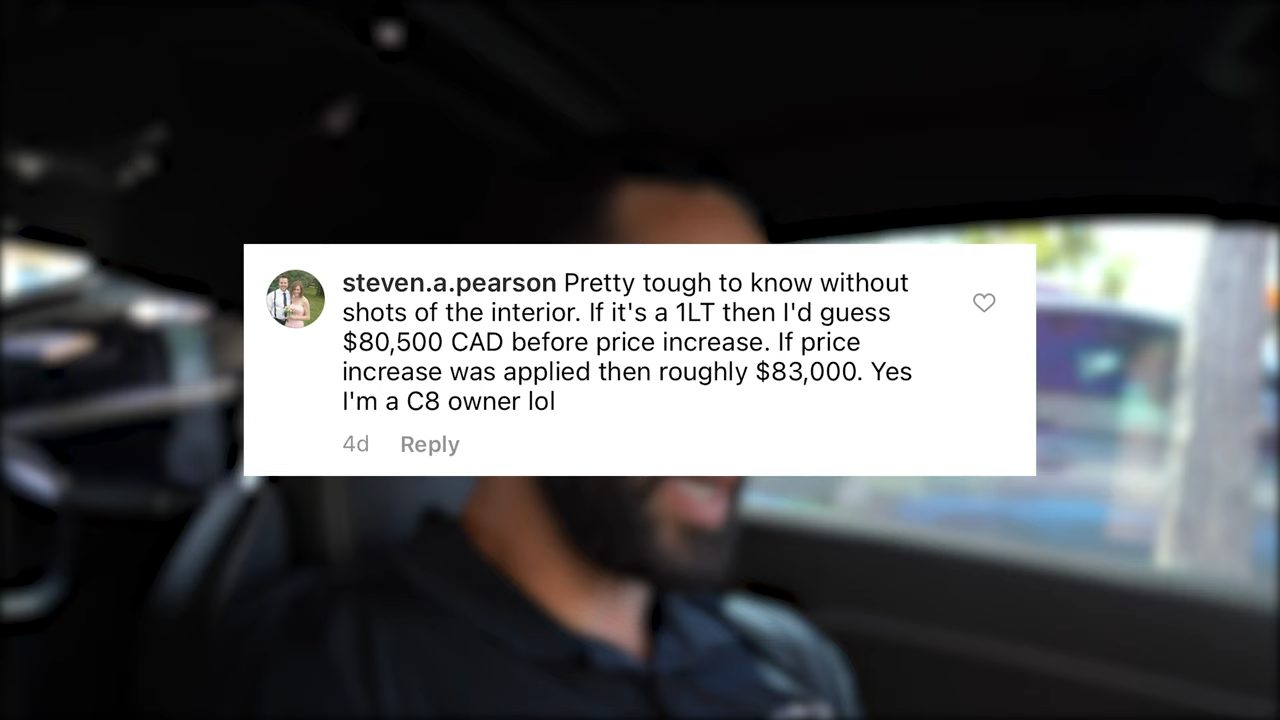 steven.a.pearson Pretty tough to know without
shots of the interior. If it's a 1LT then I'd guess
$80,500 CAD before price increase. If price
increase was applied then roughly $83,000. Yes
I'm a C8 owner lol
4d Reply